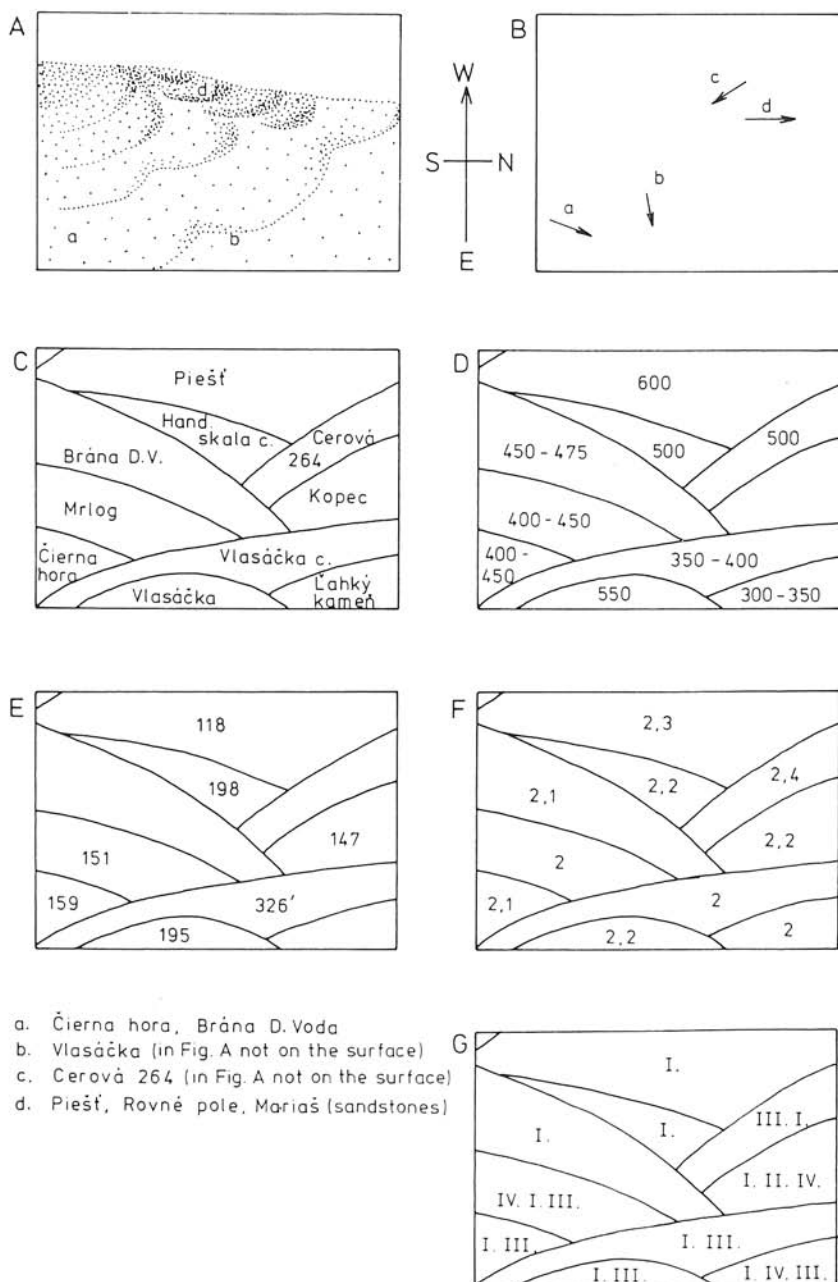 A
d
a
b
W
S N
E
B
c
d
b
a
C
Piešť
Hand.
skala c.
Cerová
264
Brána D.V.
Kopec
Mrlog
Čierna
hora
Vlasáčka c.
Vlasáčka
Ľahký
kameň
D
600
450 - 475
500
500
400 - 450
400 -
450
350 - 400
550
300 - 350
E
118
198
147
151
159
326'
195
F
2,3
2,1
2,2
2,4
2,2
2
2,1
2
2,2
2
a. Čierna hora, Brána D. Voda
b. Vlasáčka (in Fig. A not on the surface)
c. Cerová 264 (in Fig. A not on the surface)
d. Piešť, Rovné pole, Mariaš (sandstones)
G
I.
I.
I.
III. I.
I. II. IV.
IV. I. III.
I. III.
I. III.
I. III.
I. IV. III.